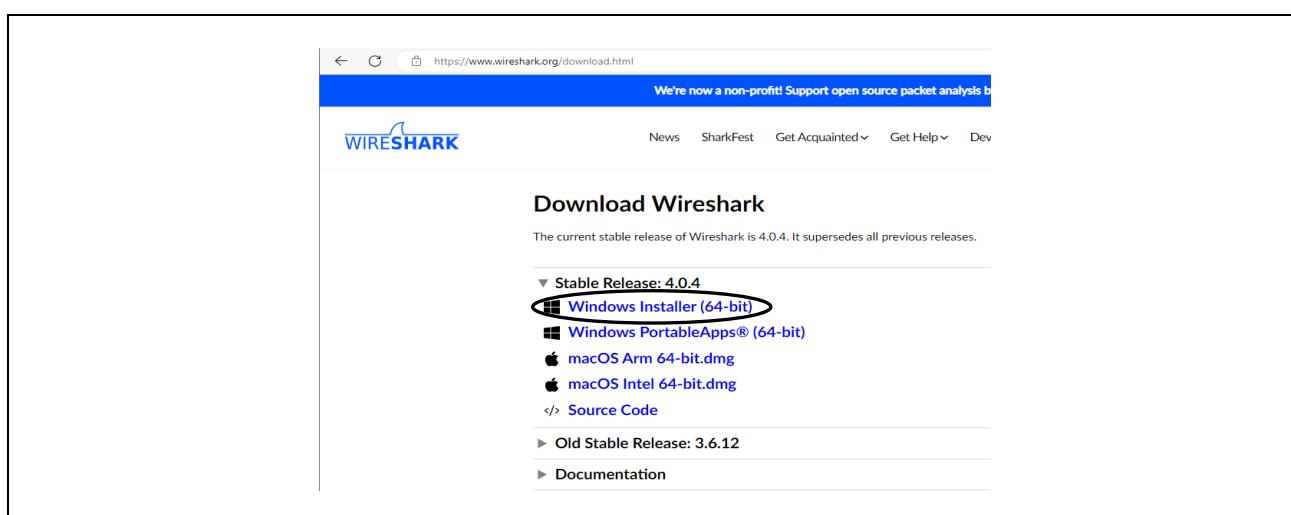 https://www.wireshark.org/download.html
We're now a non-profit! Support open source packet analysis b
WIRESHARK News SharkFest Get Acquainted Get Help Dev
Download Wireshark
The current stable release of Wireshark is 4.0.4. It supersedes all previous releases.
Stable Release: 4.0.4
Windows Installer (64-bit)
Windows PortableApps® (64-bit)
macOS Arm 64-bit.dmg
macOS Intel 64-bit.dmg
</> Source Code
Old Stable Release: 3.6.12
Documentation